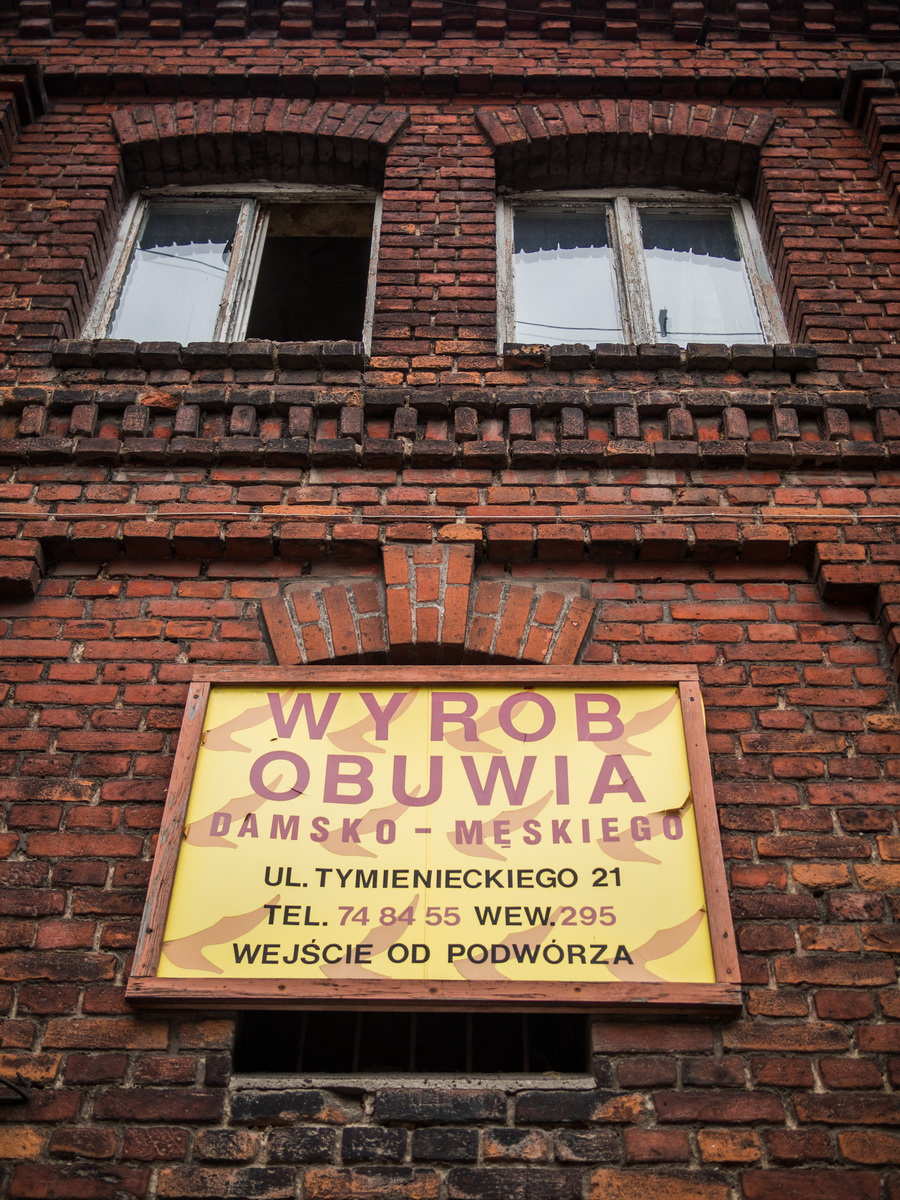 WYRÓB
OBUWIA
DAMSKO - MĘSKIEGO
UL. TYMIENIECKIEGO 21
TEL. 74 84 55 WEW. 295
WEJŚCIE OD PODWÓRZA